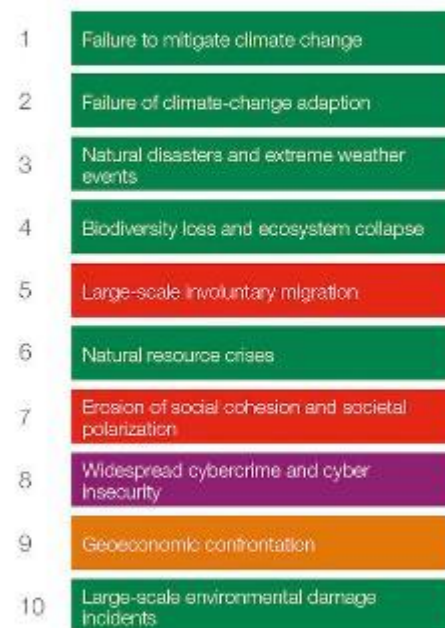 1 Failure to mitigate climate change
2 Failure of climate-change adaption
3 Natural disasters and extreme weather
events
4 Biodiversity loss and ecosystem collapse
5 Large-scale involuntary migration
6 Natural resource crises
7 Erosion of social cohesion and societal
polarization
8 Widespread cybercrime and cyber
insecurity
9 Geoeconomic confrontation
10 Large-scale environmental damage
incidents